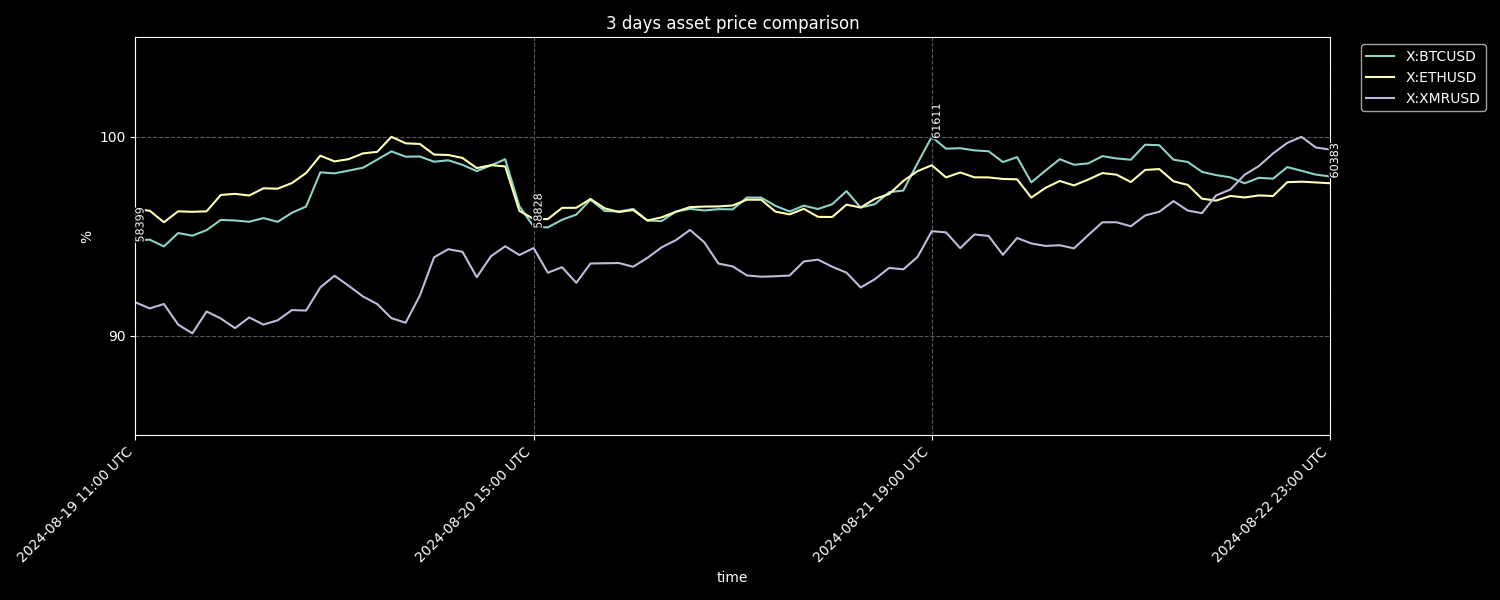 3 days asset price comparison
X:BTCUSD
X:ETHUSD
X:XMRUSD
%
100
90
58399
58828
61611
60383
2024-08-19 11:00 UTC
2024-08-20 15:00 UTC
2024-08-21 19:00 UTC
2024-08-22 23:00 UTC
time